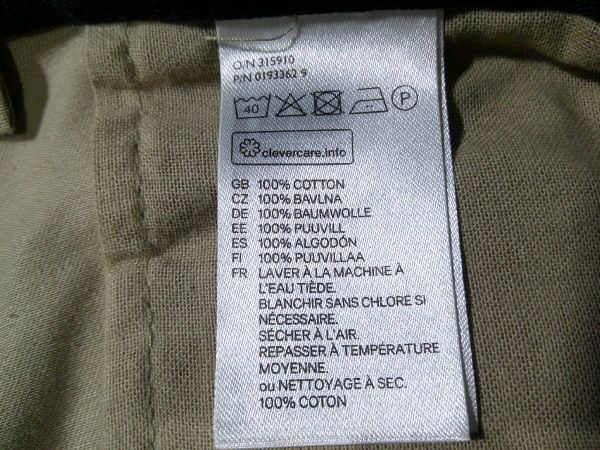 O/N 315910
P/N 0193362 9
40 P
clevercare.info
GB 100% COTTON
CZ 100% BAVLNA
DE 100% BAUMWOLLE
EE 100% PUUVILL
ES 100% ALGODÓN
FI 100% PUUVILLAA
FR LAVER À LA MACHINE À
L'EAU TIÈDE.
BLANCHIR SANS CHLORE SI
NÉCESSAIRE.
SÉCHER À L'AIR.
REPASSER À TEMPÉRATURE
MOYENNE.
ou NETTOYAGE À SEC.
100% COTON